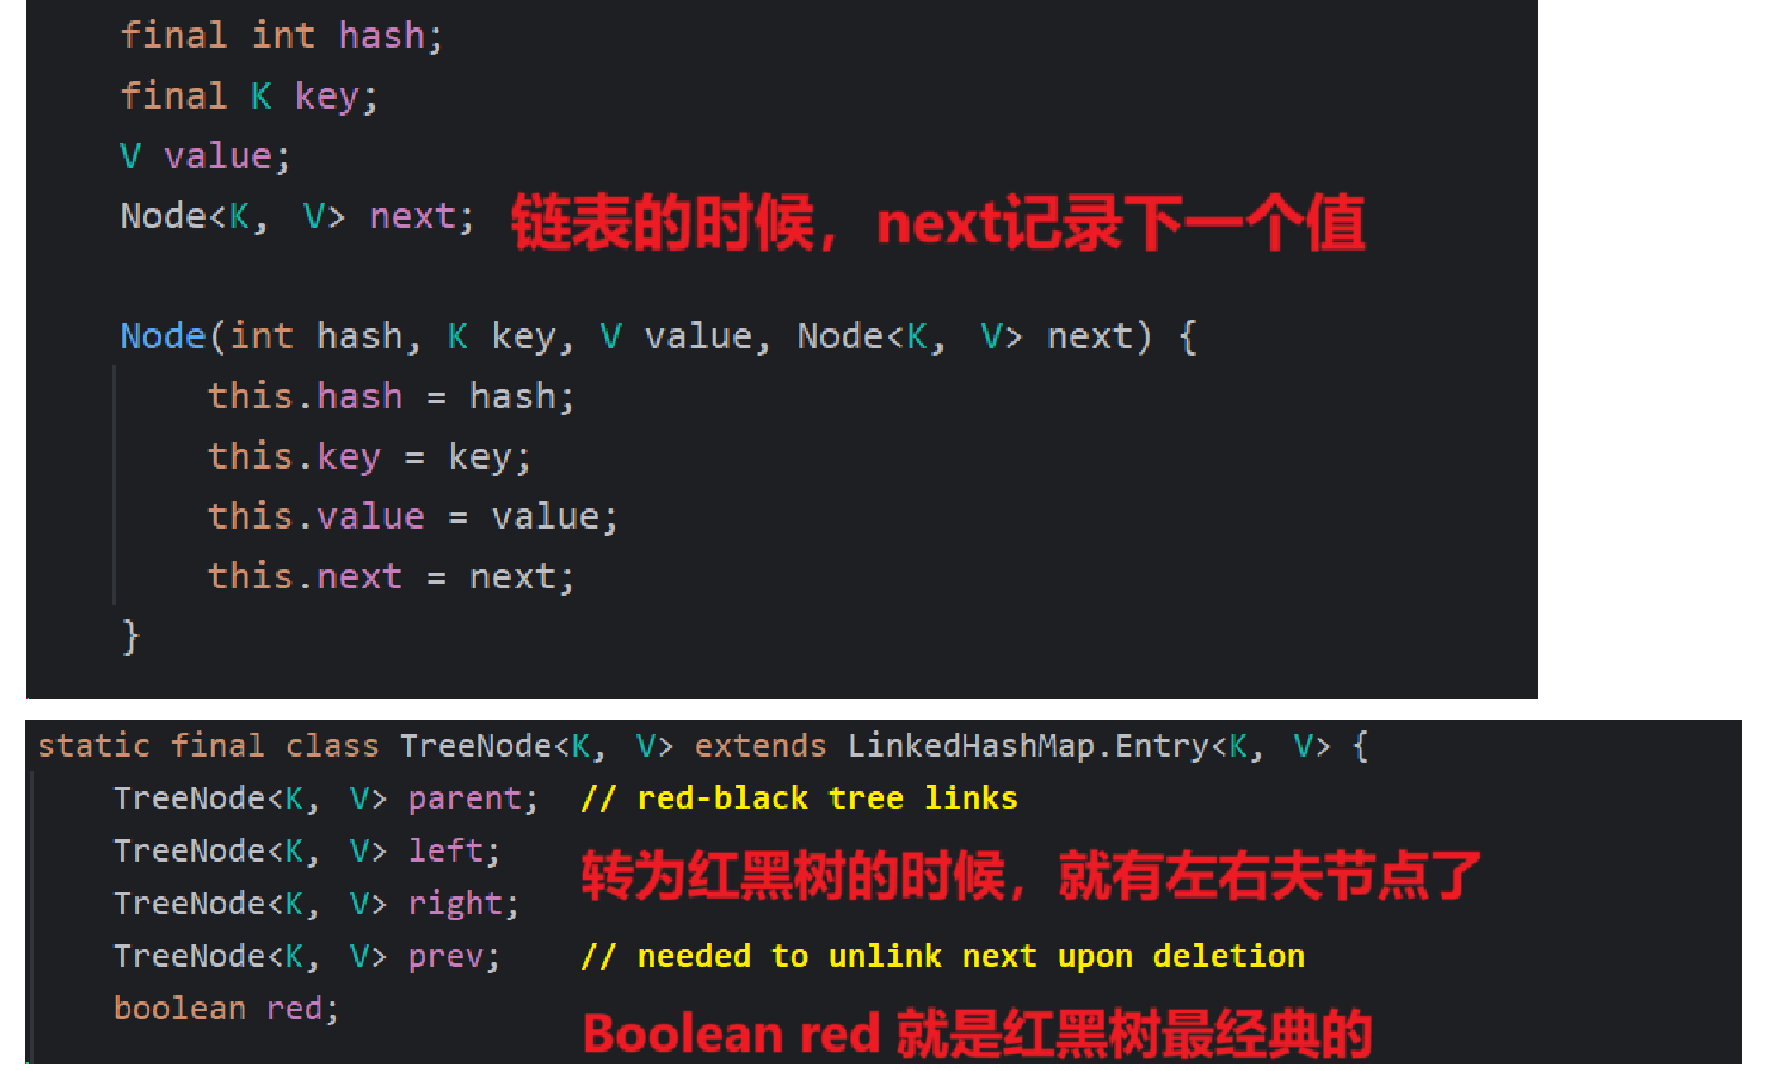 final int hash;
final K key;
V value;
Node<K, V> next; 链表的时候，next记录下一个值
Node(int hash, K key, V value, Node<K, V> next) {
this.hash = hash;
this.key = key;
this.value = value;
this.next = next;
}
static final class TreeNode<K, V> extends LinkedHashMap.Entry<K, V> {
TreeNode<K, V> parent; // red-black tree links
TreeNode<K, V> left;
转为红黑树的时候，就有左右夫节点了
TreeNode<K, V> right;
TreeNode<K, V> prev; // needed to unlink next upon deletion
boolean red;
Boolean red 就是红黑树最经典的